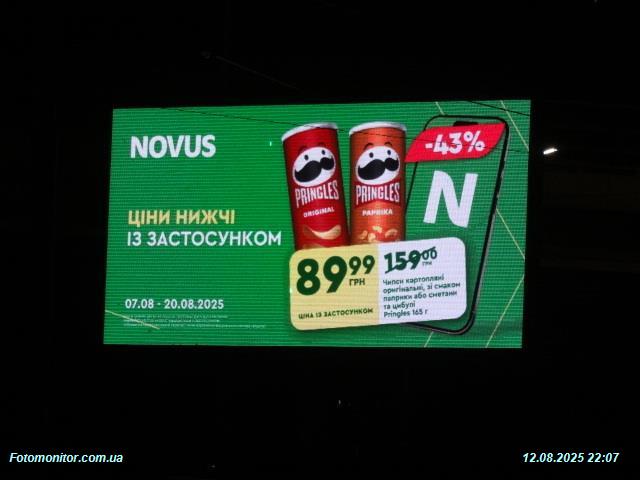 NOVUS
ЦІНИ НИЖЧІ
ІЗ ЗАСТОСУНКОМ
07.08 - 20.08.2025
PRINGLES
ORIGINAL
PRINGLES
PAPRIKA
-43%
N
89 99
ГРН
ЦІНА ІЗ ЗАСТОСУНКОМ
159 00
ГРН
Чипси картопляні
оригінальні, зі смаком
паприки або сметани
та цибулі
Pringles 165 г
Fotomonitor.com.ua
12.08.2025 22:07